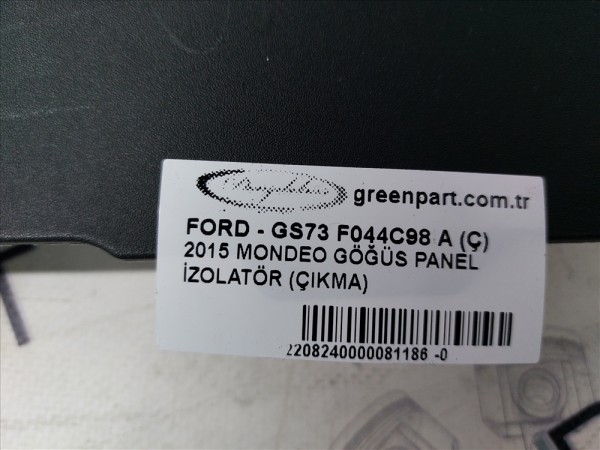 greenpart.com.tr
FORD - GS73 F044C98 A (Ç)
2015 MONDEO GÖĞÜS PANEL
İZOLATÖR (ÇIKMA)
2208240000081186 -0